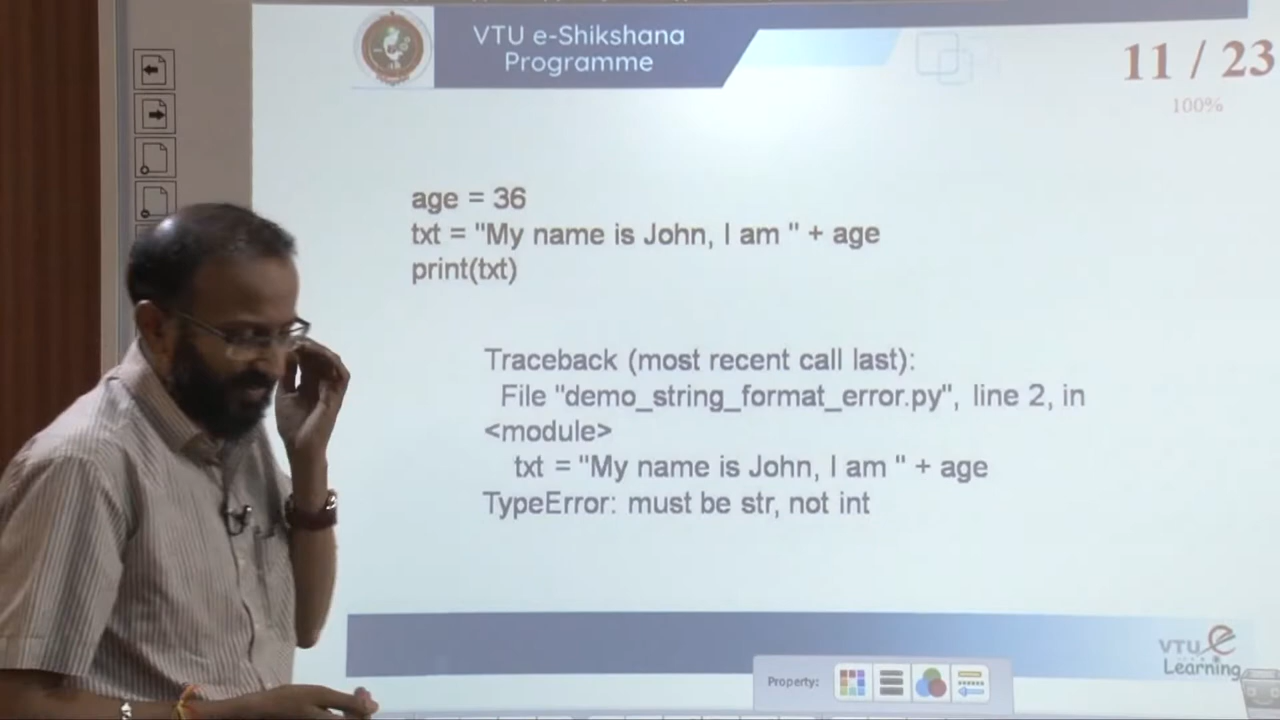 VTU e-Shikshana
Programme
11 / 23
100%
age = 36
txt = "My name is John, I am " + age
print(txt)
Traceback (most recent call last):
File "demo_string_format_error.py", line 2, in
<module>
txt = "My name is John, I am " + age
TypeError: must be str, not int
VTU e
Learning
Property: